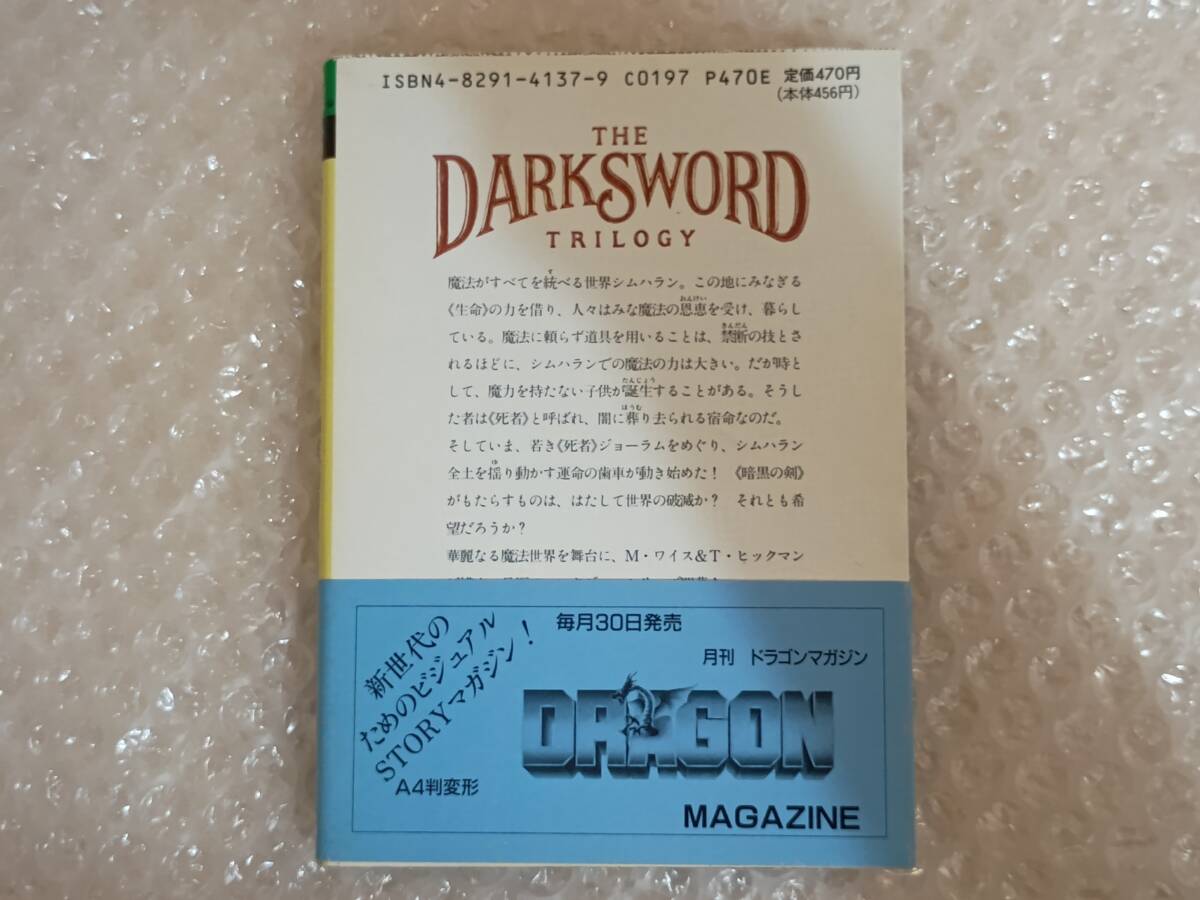 ISBN4-8291-4137-9 C0197 P470E 定価470円
(本体456円)
THE
DARKSWORD
TRILOGY
魔法がすべてを統べる世界シムハラン。この地にみなぎる
《生命》の力を借り、人々はみな魔法の恩恵を受け、暮らし
ている。魔法に頼らず道具を用いることは、禁断の技とさ
れるほどに、シムハランでの魔法の力は大きい。だが時と
して、魔力を持たない子供が誕生することがある。そうし
た者は《死者》と呼ばれ、闇に葬り去られる宿命なのだ。
そしていま、若き《死者》ジョーラムをめぐり、シムハラン
全土を揺り動かす運命の歯車が動き始めた! 《暗黒の剣》
がもたらすものは、はたして世界の破滅か? それとも希
望だろうか?
華麗なる魔法世界を舞台に、M・ワイス&T・ヒックマン
新世代の
ためのビジュアル
STORYマガジン!
A4判変形
毎月30日発売
月刊 ドラゴンマガジン
DRAGON
MAGAZINE